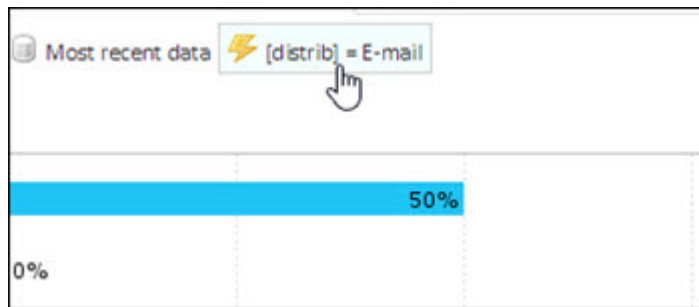 Most recent data [distrib] = E-mail
50%
0%